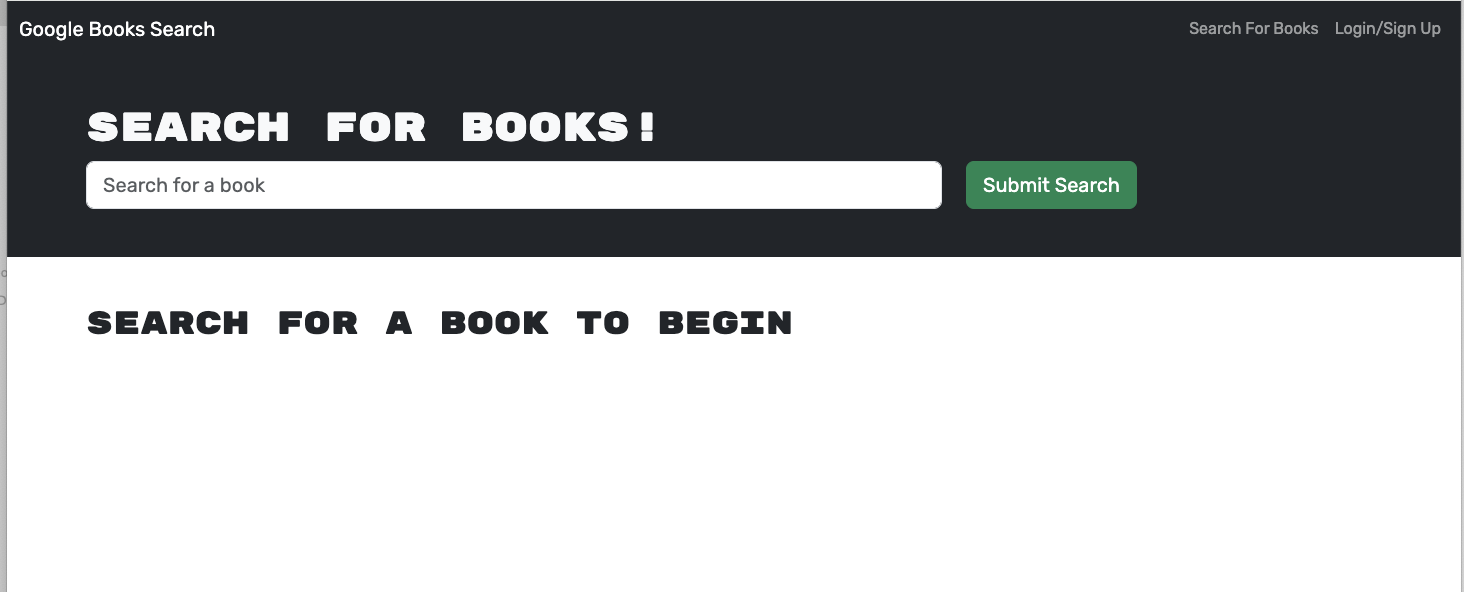 Google Books Search
Search For Books
Login/Sign Up
SEARCH FOR BOOKS!
Search for a book
Submit Search
SEARCH FOR A BOOK TO BEGIN